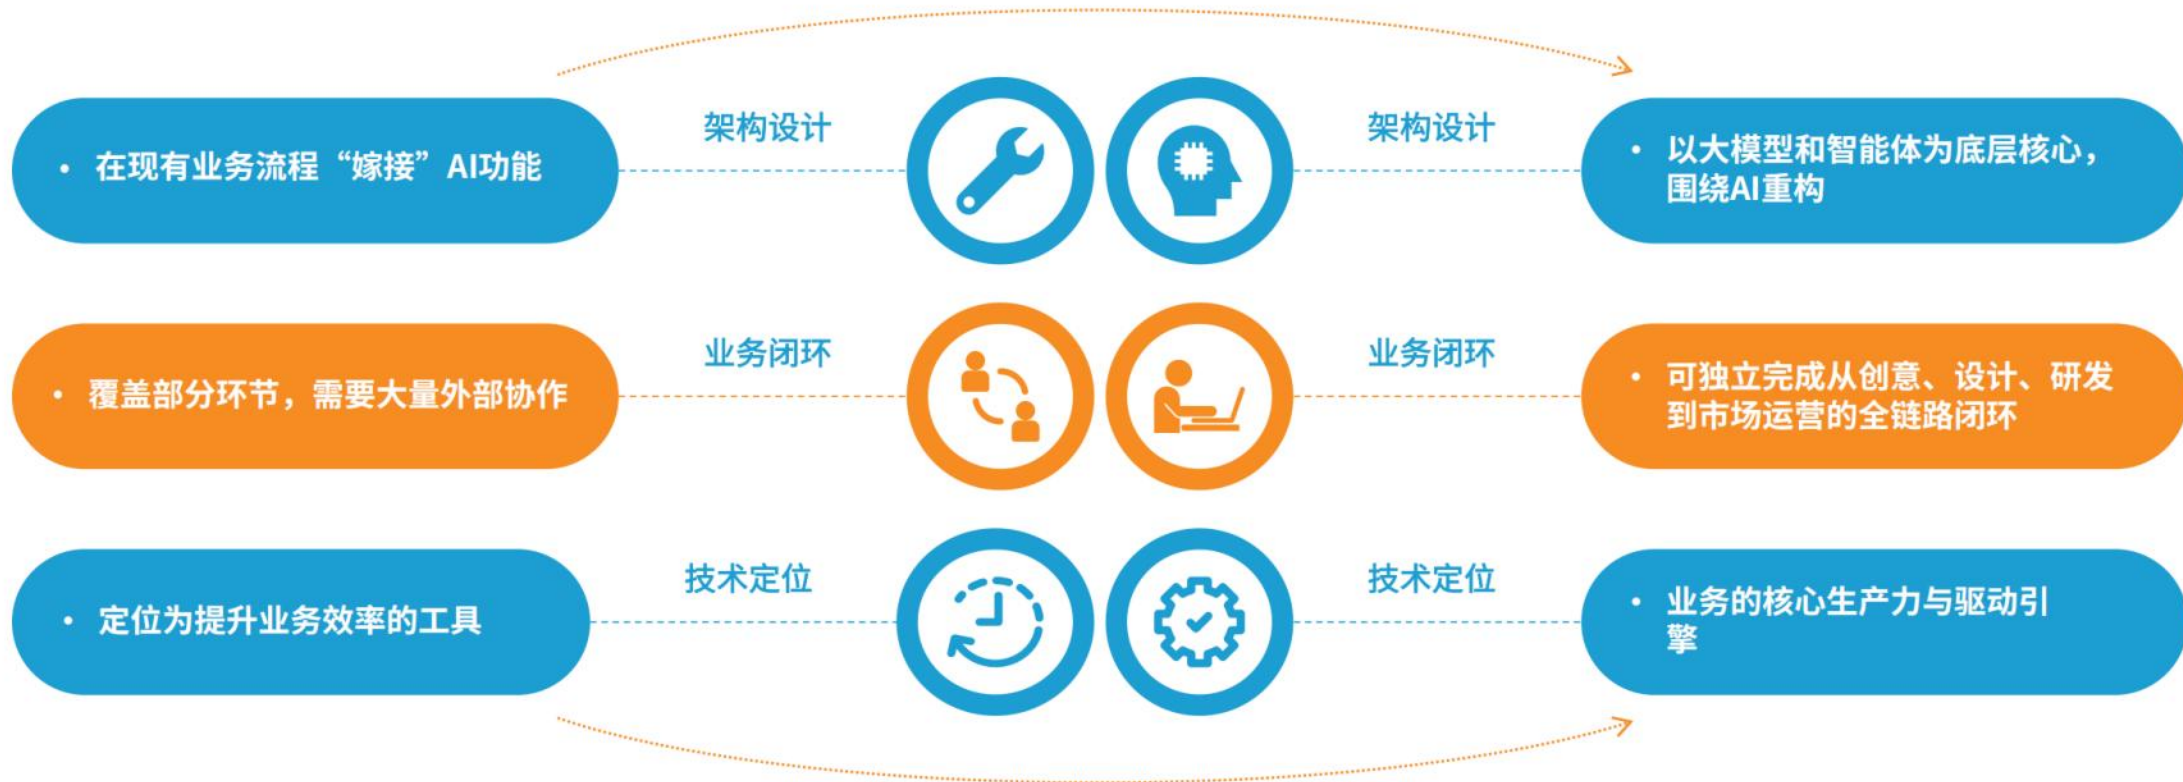 • 在现有业务流程“嫁接”AI功能
架构设计
架构设计
• 以大模型和智能体为底层核心，
围绕AI重构
• 覆盖部分环节，需要大量外部协作
业务闭环
业务闭环
• 可独立完成从创意、设计、研发
到市场运营的全链路闭环
• 定位为提升业务效率的工具
技术定位
技术定位
• 业务的核心生产力与驱动引
擎